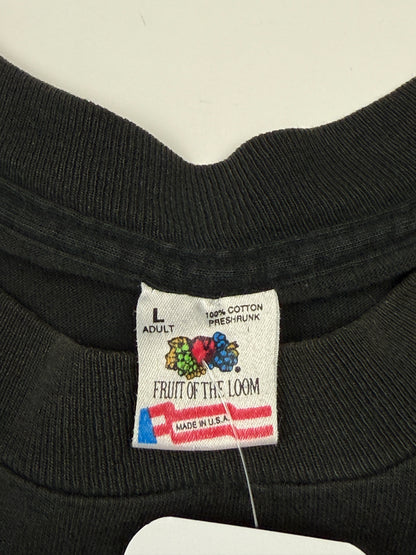 L
ADULT
100% COTTON
PRESHRUNK
®
FRUIT OF THE LOOM
MADE IN U.S.A.